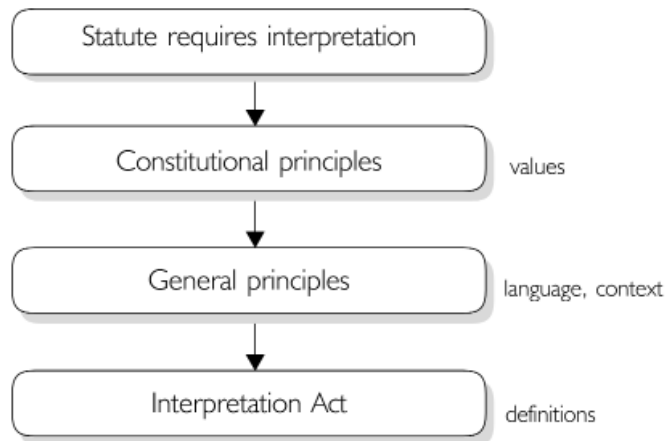 Statute requires interpretation
Constitutional principles
values
General principles
language, context
Interpretation Act
definitions